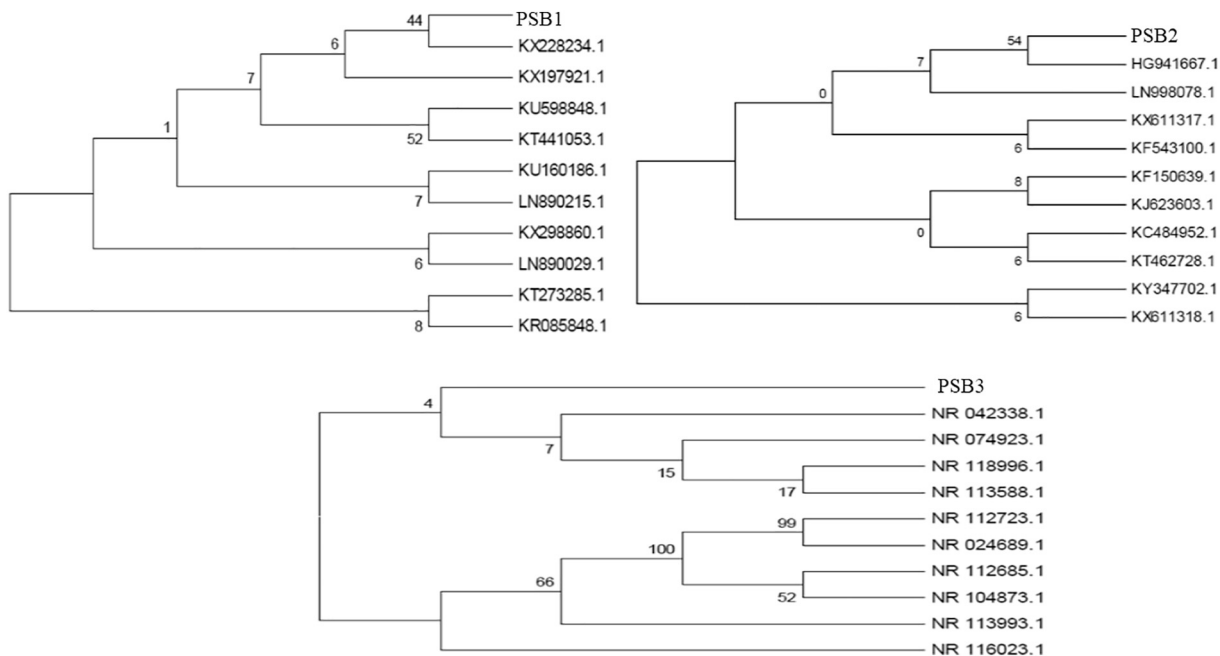 44
PSB1
KX228234.1
6
KX197921.1
7
KU598848.1
52
KT441053.1
1
KU160186.1
7
LN890215.1
KX298860.1
6
LN890029.1
KT273285.1
8
KR085848.1
54
PSB2
HG941667.1
7
LN998078.1
0
KX611317.1
6
KF543100.1
8
KF150639.1
KJ623603.1
0
KC484952.1
6
KT462728.1
KY347702.1
6
KX611318.1
PSB3
4
NR 042338.1
7
NR 074923.1
15
NR 118996.1
17
NR 113588.1
99
NR 112723.1
NR 024689.1
100
NR 112685.1
52
NR 104873.1
66
NR 113993.1
NR 116023.1